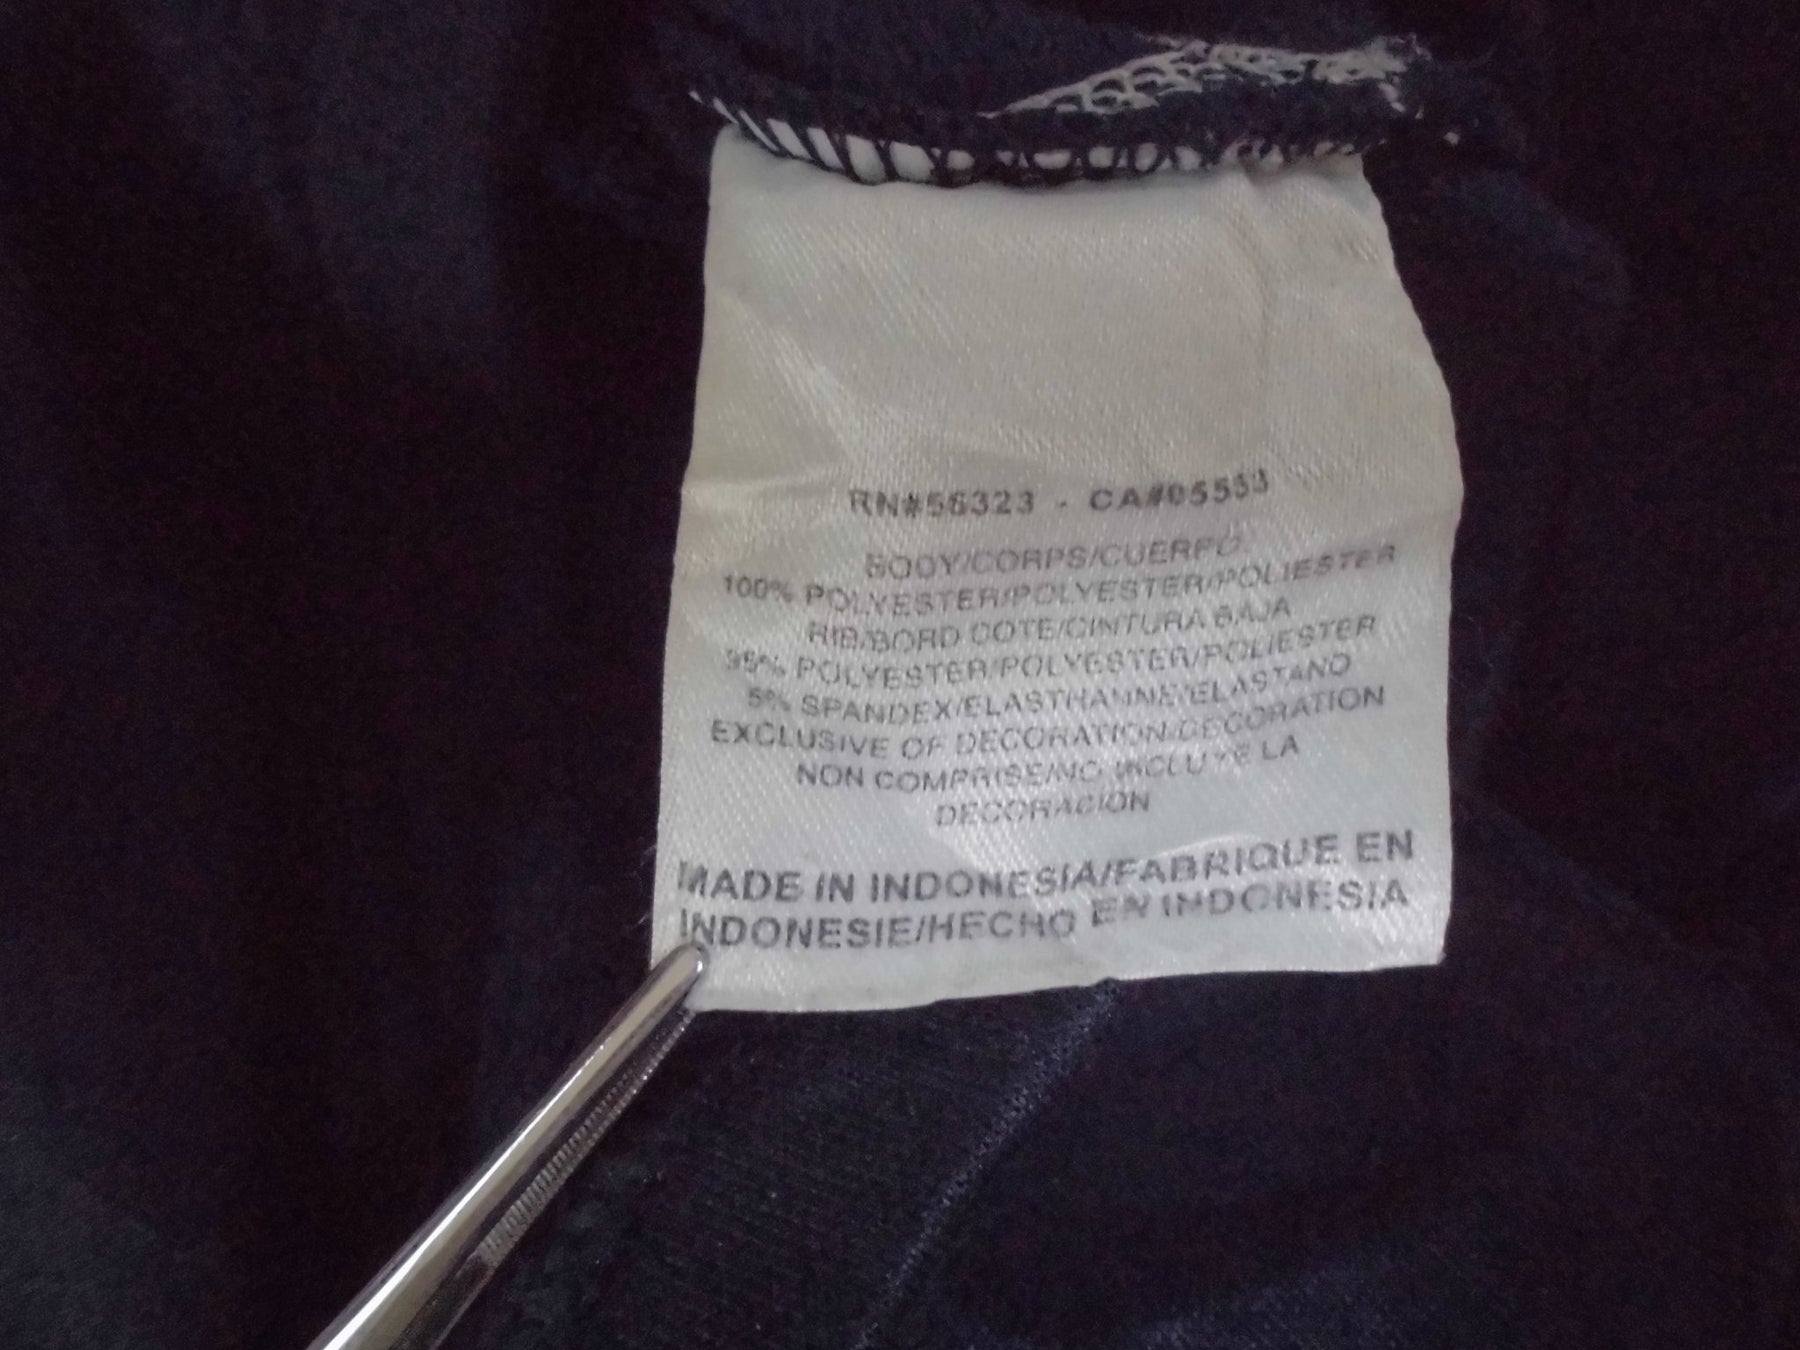 RN#56323 - CA#05553
BODY/CORPS/CUERPO:
100% POLYESTER/POLYESTER/POLIESTER
RIB/BORD COTE/CINTURA BAJA
95% POLYESTER/POLYESTER/POLIESTER
5% SPANDEX/ELASTHANNE/ELASTANO
EXCLUSIVE OF DECORATION/DECORATION
NON COMPRISE/NO INCLUYE LA
DECORACION
MADE IN INDONESIA/FABRIQUE EN
INDONESIE/HECHO EN INDONESIA